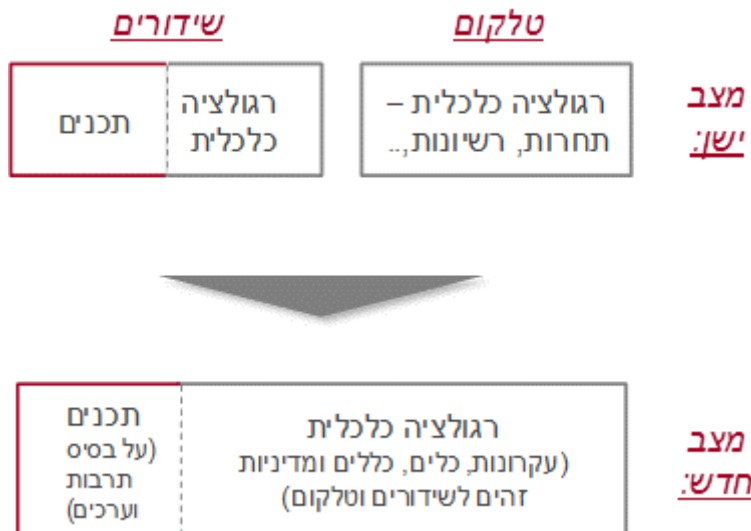 טלקום
שידורים
מצב
ישן:
רגולציה כלכלית –
תחרות, רשיונות,..
רגולציה
כלכלית
תכנים
מצב
חדש:
רגולציה כלכלית
(עקרונות, כלים, כללים ומדיניות
זהים לשידורים וטלקום)
תכנים
(על בסיס
תרבות
וערכים)